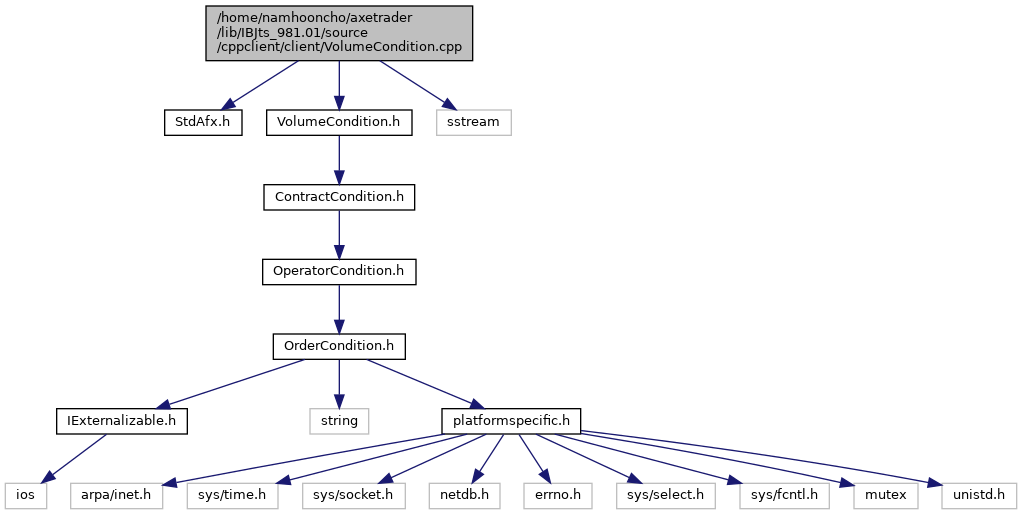 /home/namhooncho/axetrader
/lib/IBJts_981.01/source
/cppclient/client/VolumeCondition.cpp
StdAfx.h
VolumeCondition.h
sstream
ContractCondition.h
OperatorCondition.h
OrderCondition.h
IExternalizable.h
string
platformspecific.h
ios
arpa/inet.h
sys/time.h
sys/socket.h
netdb.h
errno.h
sys/select.h
sys/fcntl.h
mutex
unistd.h